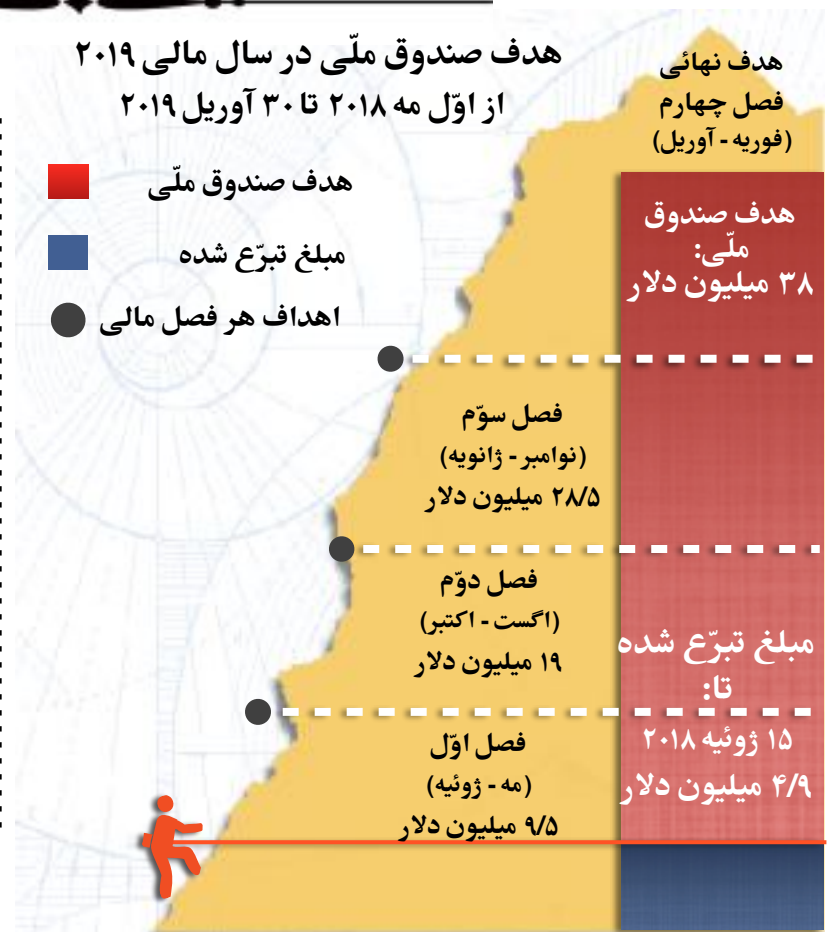 هدف صندوق ملّی در سال مالی ۲۰۱۹
از اوّل مه ۲۰۱۸ تا ۳۰ آوریل ۲۰۱۹
هدف صندوق ملّی
مبلغ تبرّع شده
اهداف هر فصل مالی
هدف نهائی
فصل چهارم
(فوریه - آوریل)
هدف صندوق
ملّی:
۳۸ میلیون دلار
فصل سوّم
(نوامبر - ژانویه)
۲۸/۵ میلیون دلار
فصل دوّم
(اگست - اکتبر)
۱۹ میلیون دلار
مبلغ تبرّع شده
تا:
۱۵ ژوئیه ۲۰۱۸
۴/۹ میلیون دلار
فصل اوّل
(مه - ژوئیه)
۹/۵ میلیون دلار